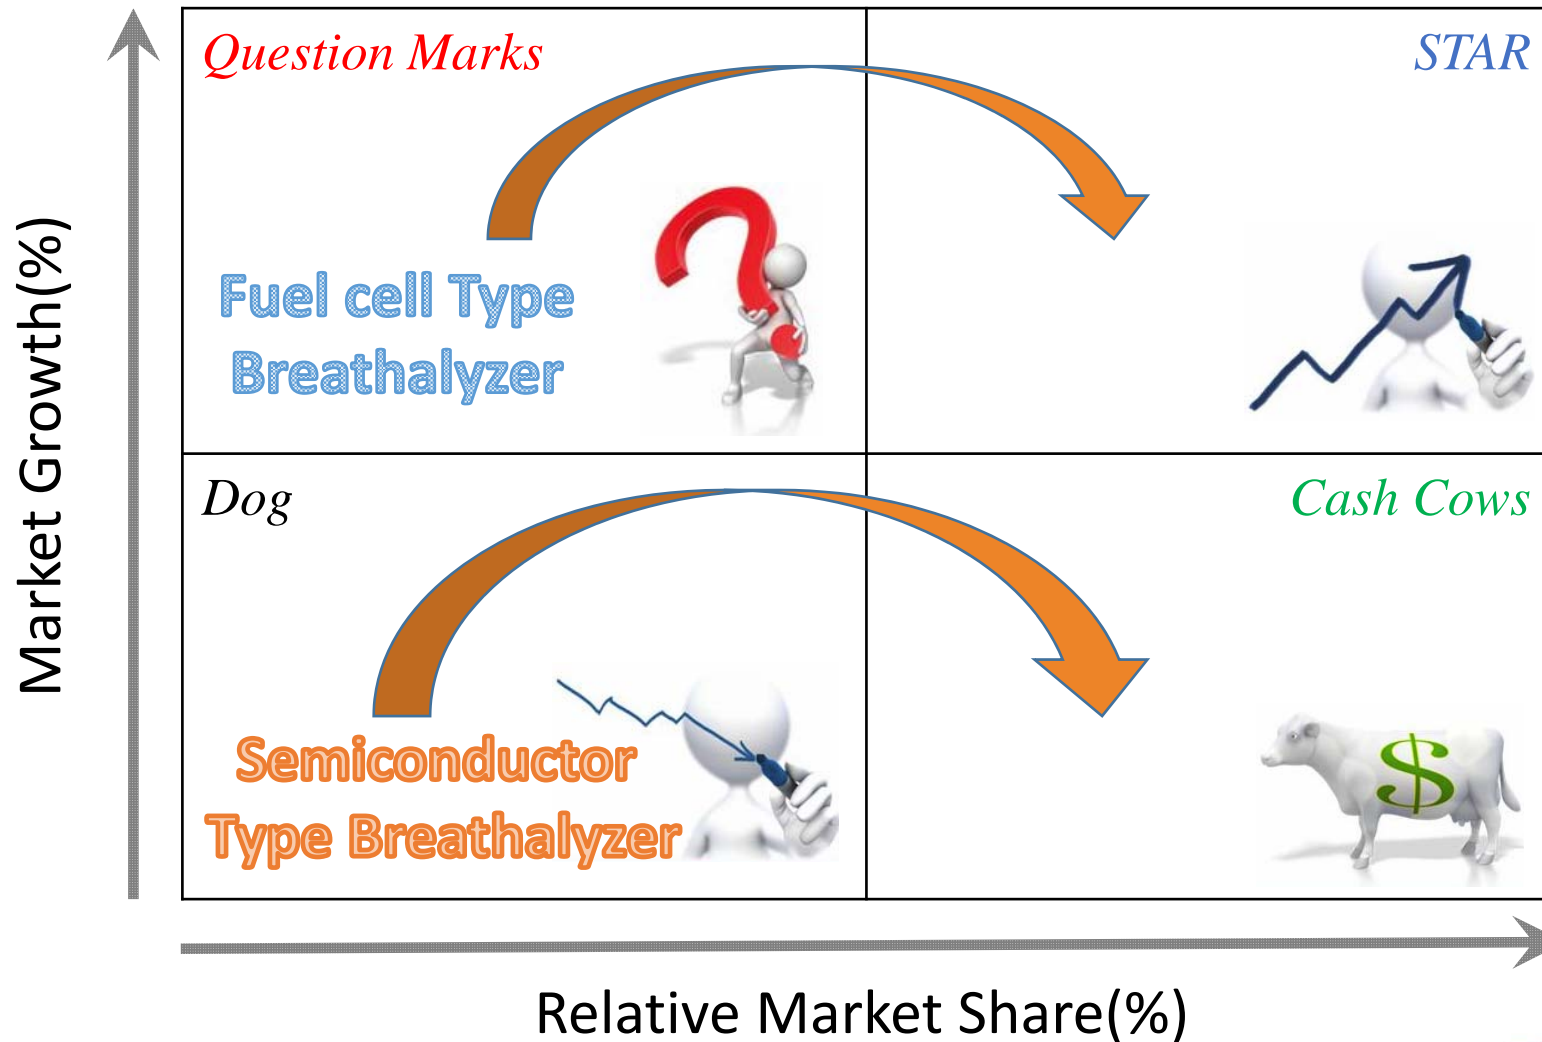 Question Marks
STAR
Fuel cell Type
Breathalyzer
Market Growth(%)
Dog
Cash Cows
Semiconductor
Type Breathalyzer
$
Relative Market Share(%)